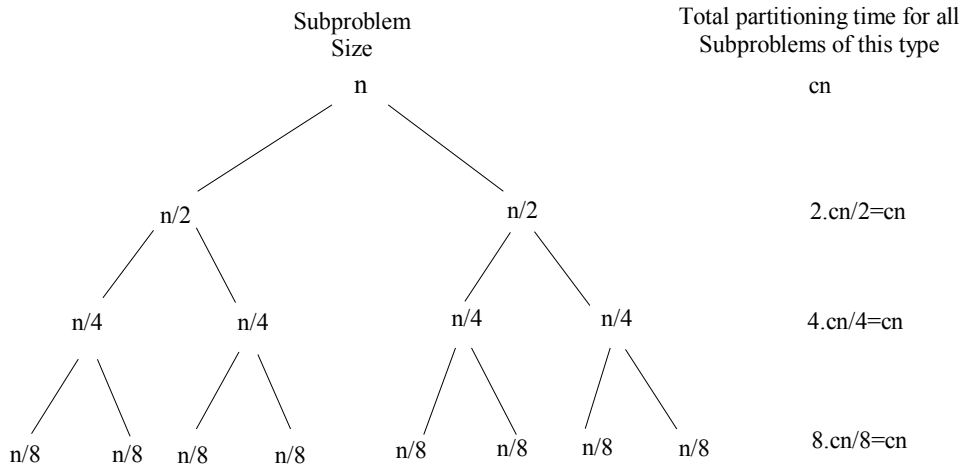 Subproblem
Size
Total partitioning time for all
Subproblems of this type
n
cn
n/2
n/2
2.cn/2=cn
n/4
n/4
n/4
n/4
4.cn/4=cn
n/8
n/8
n/8
n/8
n/8
n/8
n/8
n/8
8.cn/8=cn